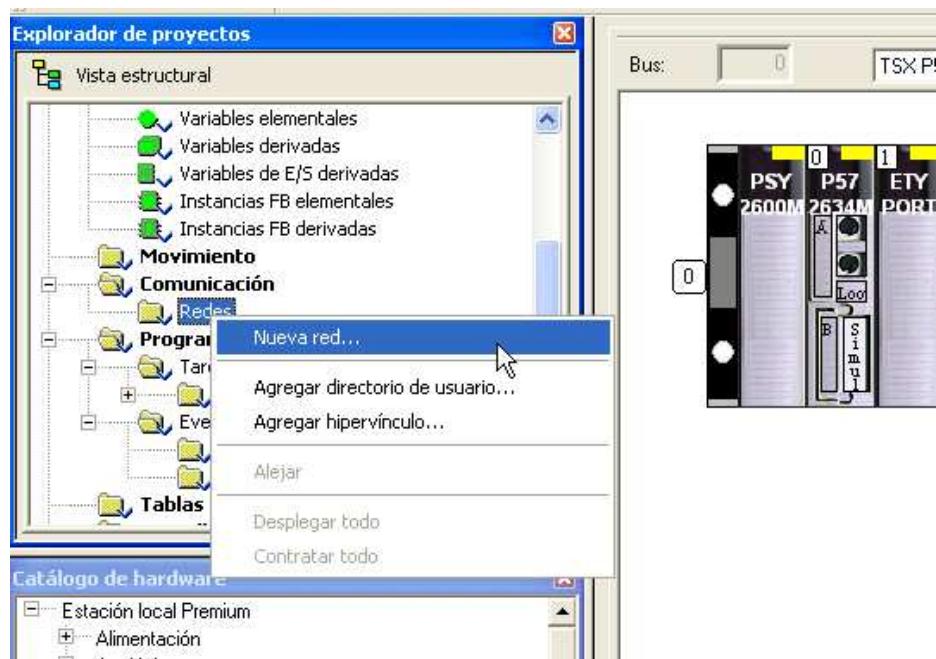 Explorador de proyectos
Vista estructural
Variables elementales
Variables derivadas
Variables de E/S derivadas
Instancias FB elementales
Instancias FB derivadas
Movimiento
Comunicación
Redes
Nueva red...
Agregar directorio de usuario...
Agregar hipervínculo...
Alejar
Desplegar todo
Contratar todo
Tablas
Catálogo de hardware
Estación local Premium
Alimentación
Bus:
0
TSX P5
0
1
PSY
2600M
P57
2634M
ETY
PORT
A
Loo
B
Simul
0